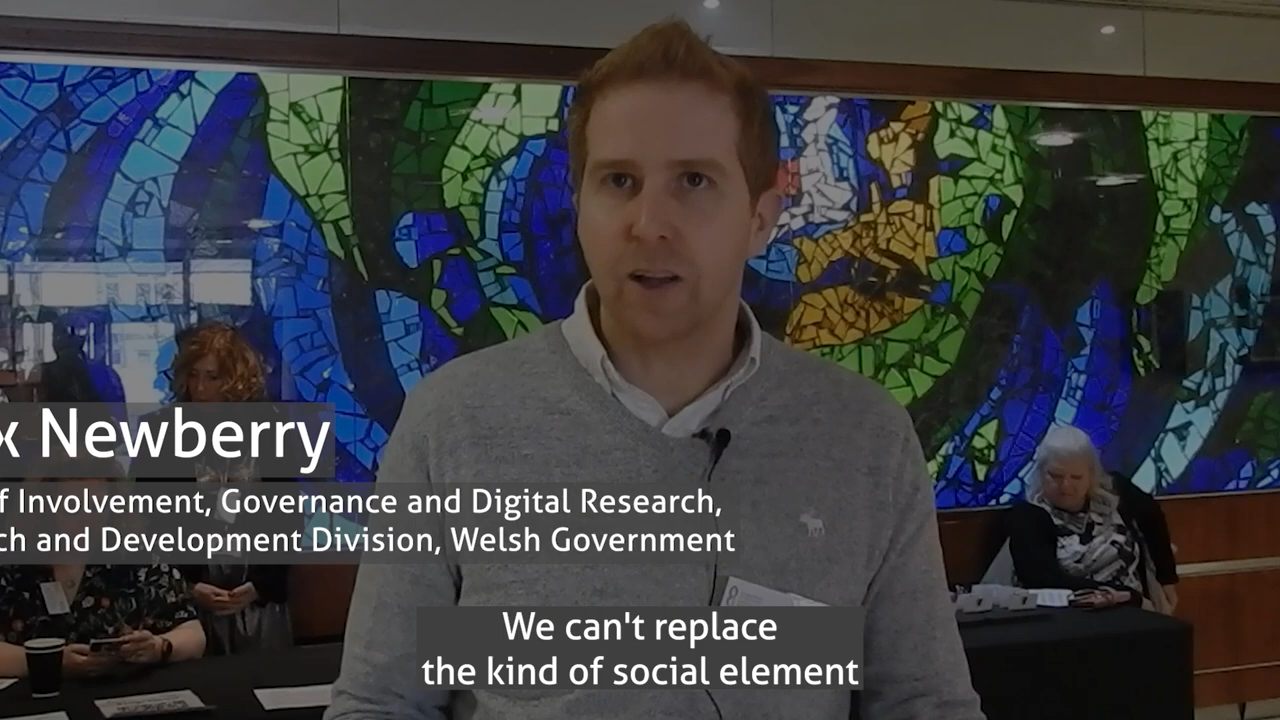 x Newberry
f Involvement, Governance and Digital Research,
ch and Development Division, Welsh Government
We can't replace
the kind of social element